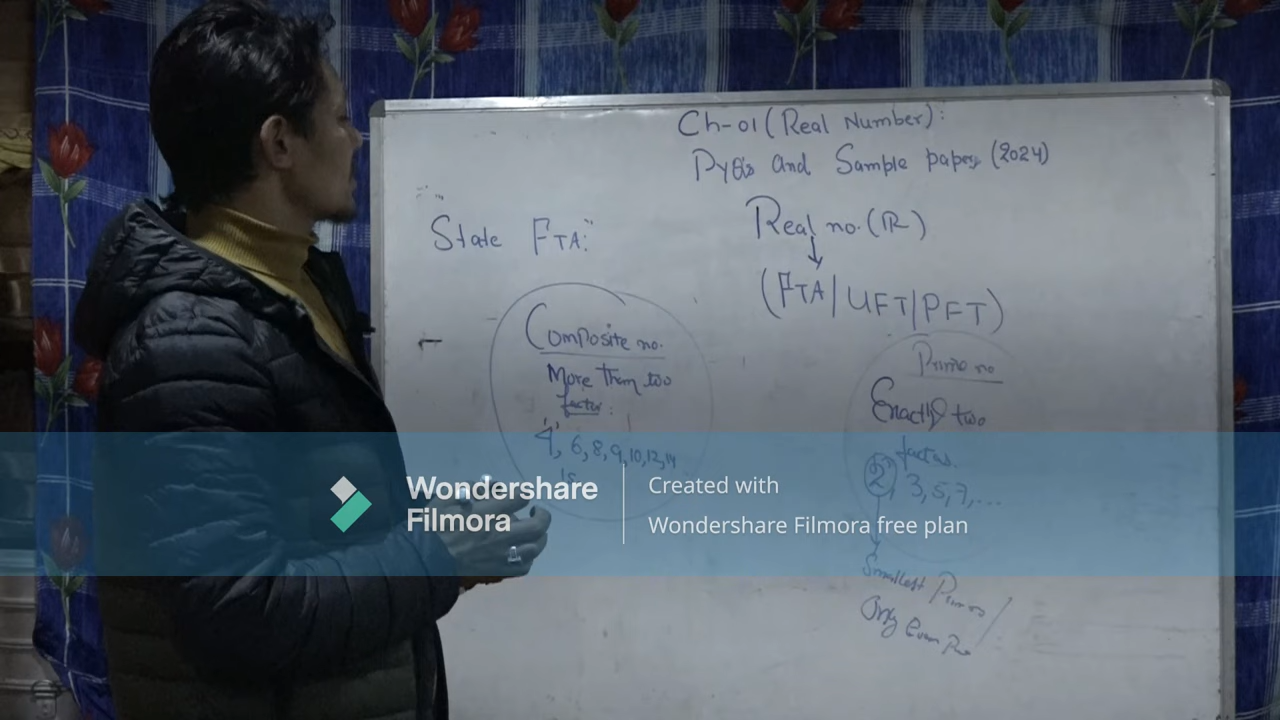 Ch-01 (Real Number):
PYQs and Sample papers (2024)
State FTA:
Real no. (R)
(FTA/UFT/PFT)
Composite no.
More then two
factor:
4, 6, 8, 9, 10, 12, 14
15
Prime no
Exactly two
factors.
2, 3, 5, 7, ...
Smallest Prime
Only Even
Wondershare
Filmora
Created with
Wondershare Filmora free plan